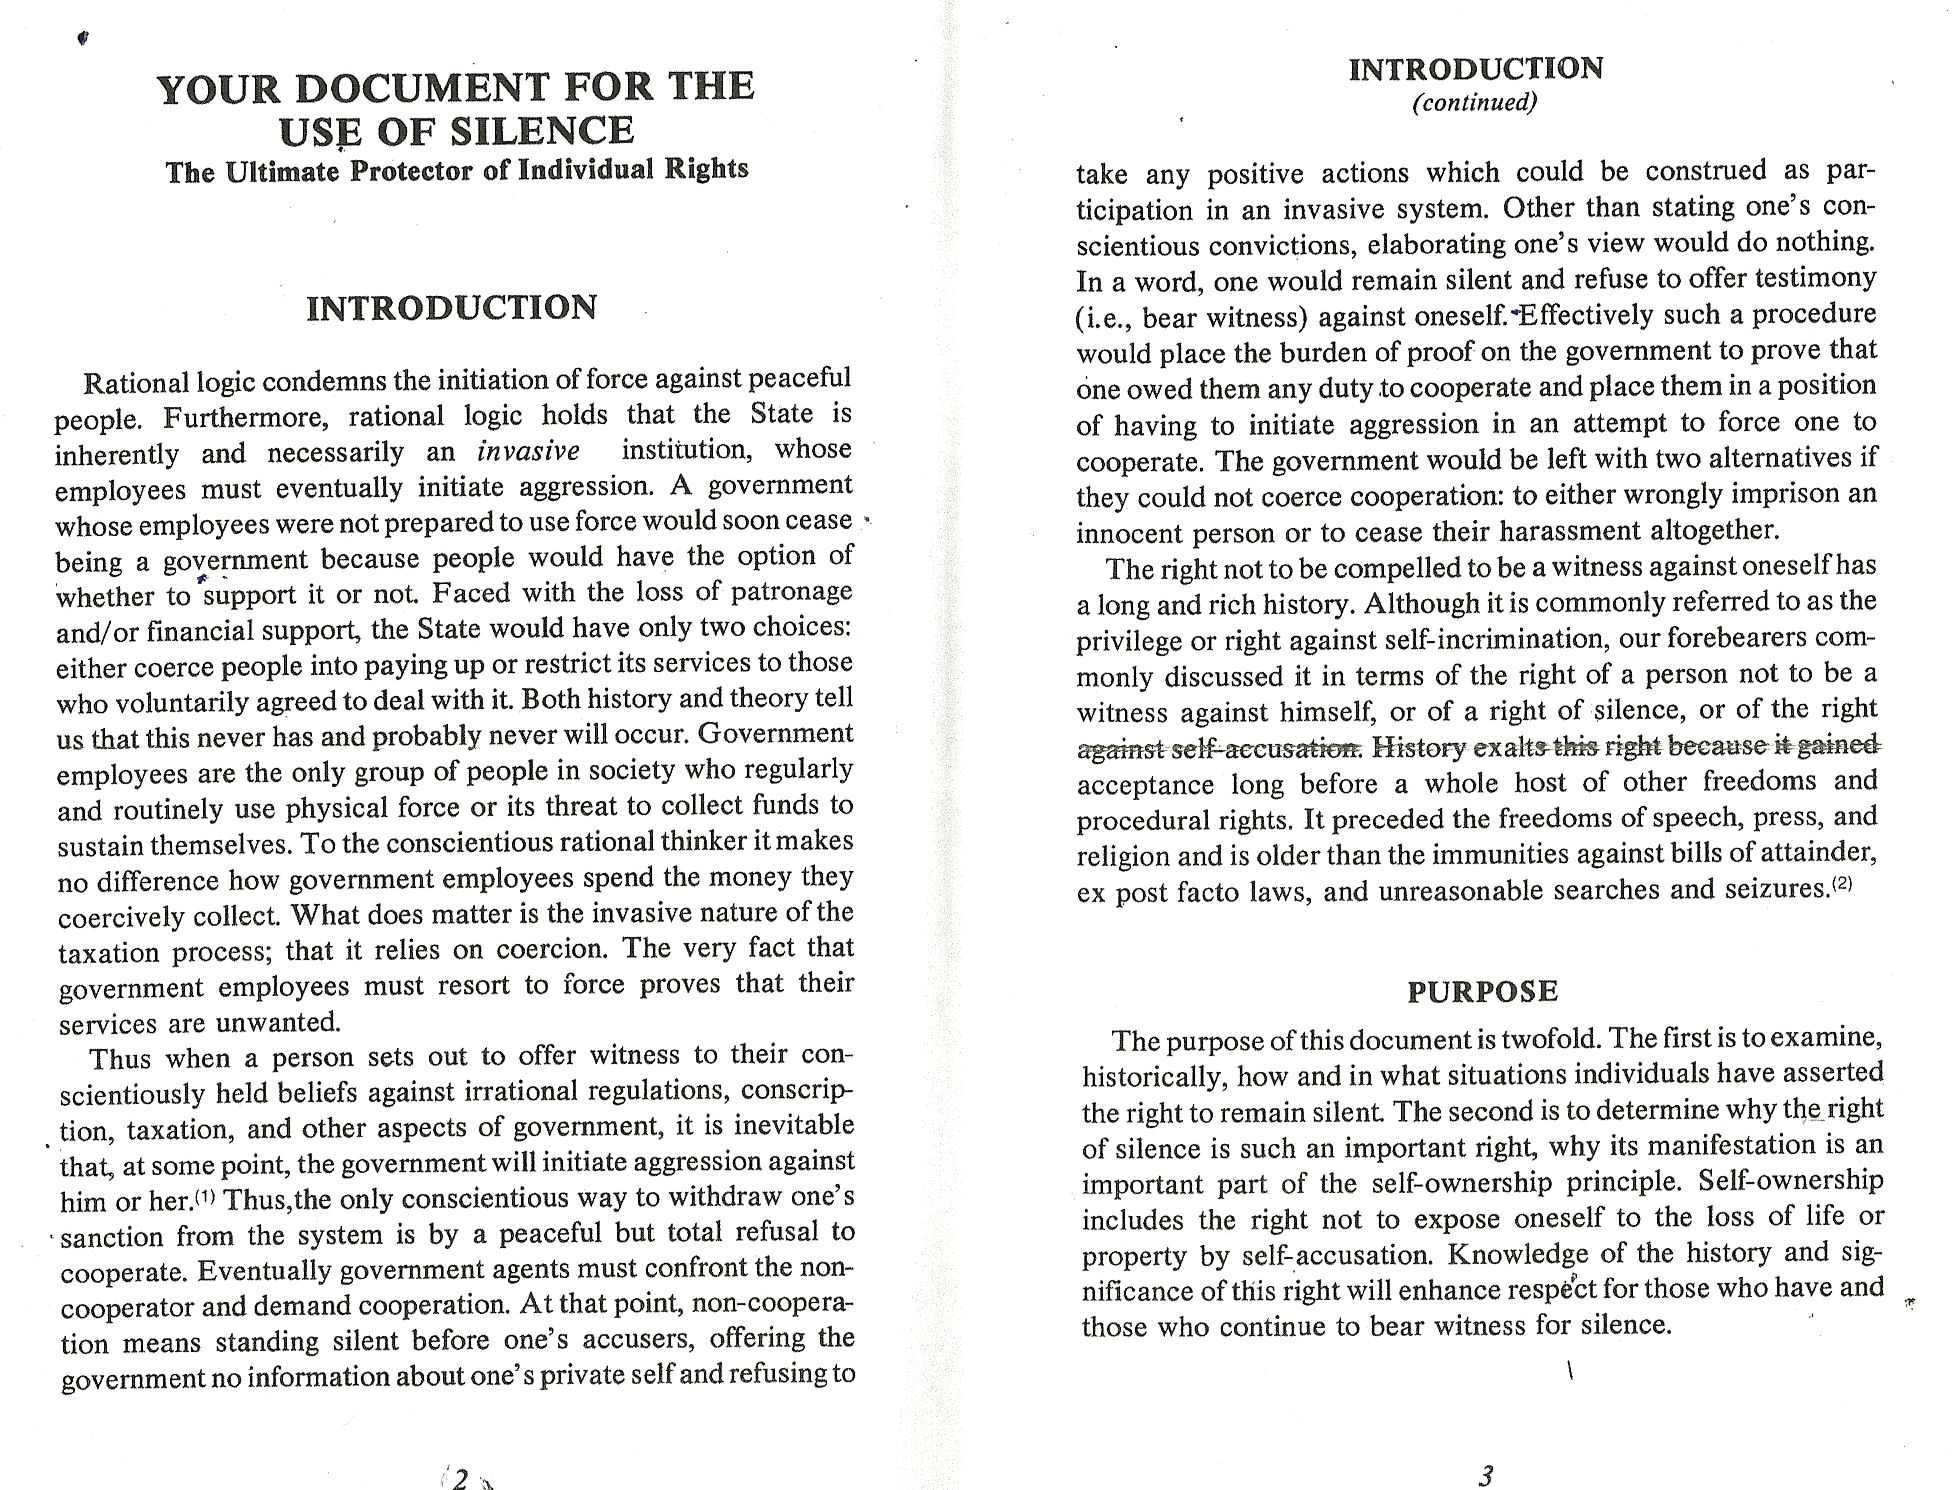 YOUR DOCUMENT FOR THE
USE OF SILENCE
The Ultimate Protector of Individual Rights
INTRODUCTION
Rational logic condemns the initiation of force against peaceful
people. Furthermore, rational logic holds that the State is
inherently and necessarily an invasive institution, whose
employees must eventually initiate aggression. A government
whose employees were not prepared to use force would soon cease
being a government because people would have the option of
whether to support it or not. Faced with the loss of patronage
and/or financial support, the State would have only two choices:
either coerce people into paying up or restrict its services to those
who voluntarily agreed to deal with it. Both history and theory tell
us that this never has and probably never will occur. Government
employees are the only group of people in society who regularly
and routinely use physical force or its threat to collect funds to
sustain themselves. To the conscientious rational thinker it makes
no difference how government employees spend the money they
coercively collect. What does matter is the invasive nature of the
taxation process; that it relies on coercion. The very fact that
government employees must resort to force proves that their
services are unwanted.
Thus when a person sets out to offer witness to their con-
scientiously held beliefs against irrational regulations, conscrip-
tion, taxation, and other aspects of government, it is inevitable
that, at some point, the government will initiate aggression against
him or her.(1) Thus,the only conscientious way to withdraw one's
sanction from the system is by a peaceful but total refusal to
cooperate. Eventually government agents must confront the non-
cooperator and demand cooperation. At that point, non-coopera-
tion means standing silent before one's accusers, offering the
government no information about one's private self and refusing to
2
INTRODUCTION
(continued)
take any positive actions which could be construed as par-
ticipation in an invasive system. Other than stating one's con-
scientious convictions, elaborating one's view would do nothing.
In a word, one would remain silent and refuse to offer testimony
(i.e., bear witness) against oneself. Effectively such a procedure
would place the burden of proof on the government to prove that
one owed them any duty to cooperate and place them in a position
of having to initiate aggression in an attempt to force one to
cooperate. The government would be left with two alternatives if
they could not coerce cooperation: to either wrongly imprison an
innocent person or to cease their harassment altogether.
The right not to be compelled to be a witness against oneself has
a long and rich history. Although it is commonly referred to as the
privilege or right against self-incrimination, our forebearers com-
monly discussed it in terms of the right of a person not to be a
witness against himself, or of a right of silence, or of the right
against self-accusation. History exalts this right because it gained
acceptance long before a whole host of other freedoms and
procedural rights. It preceded the freedoms of speech, press, and
religion and is older than the immunities against bills of attainder,
ex post facto laws, and unreasonable searches and seizures.(2)
PURPOSE
The purpose of this document is twofold. The first is to examine,
historically, how and in what situations individuals have asserted
the right to remain silent. The second is to determine why the right
of silence is such an important right, why its manifestation is an
important part of the self-ownership principle. Self-ownership
includes the right not to expose oneself to the loss of life or
property by self-accusation. Knowledge of the history and sig-
nificance of this right will enhance respect for those who have and
those who continue to bear witness for silence.
3